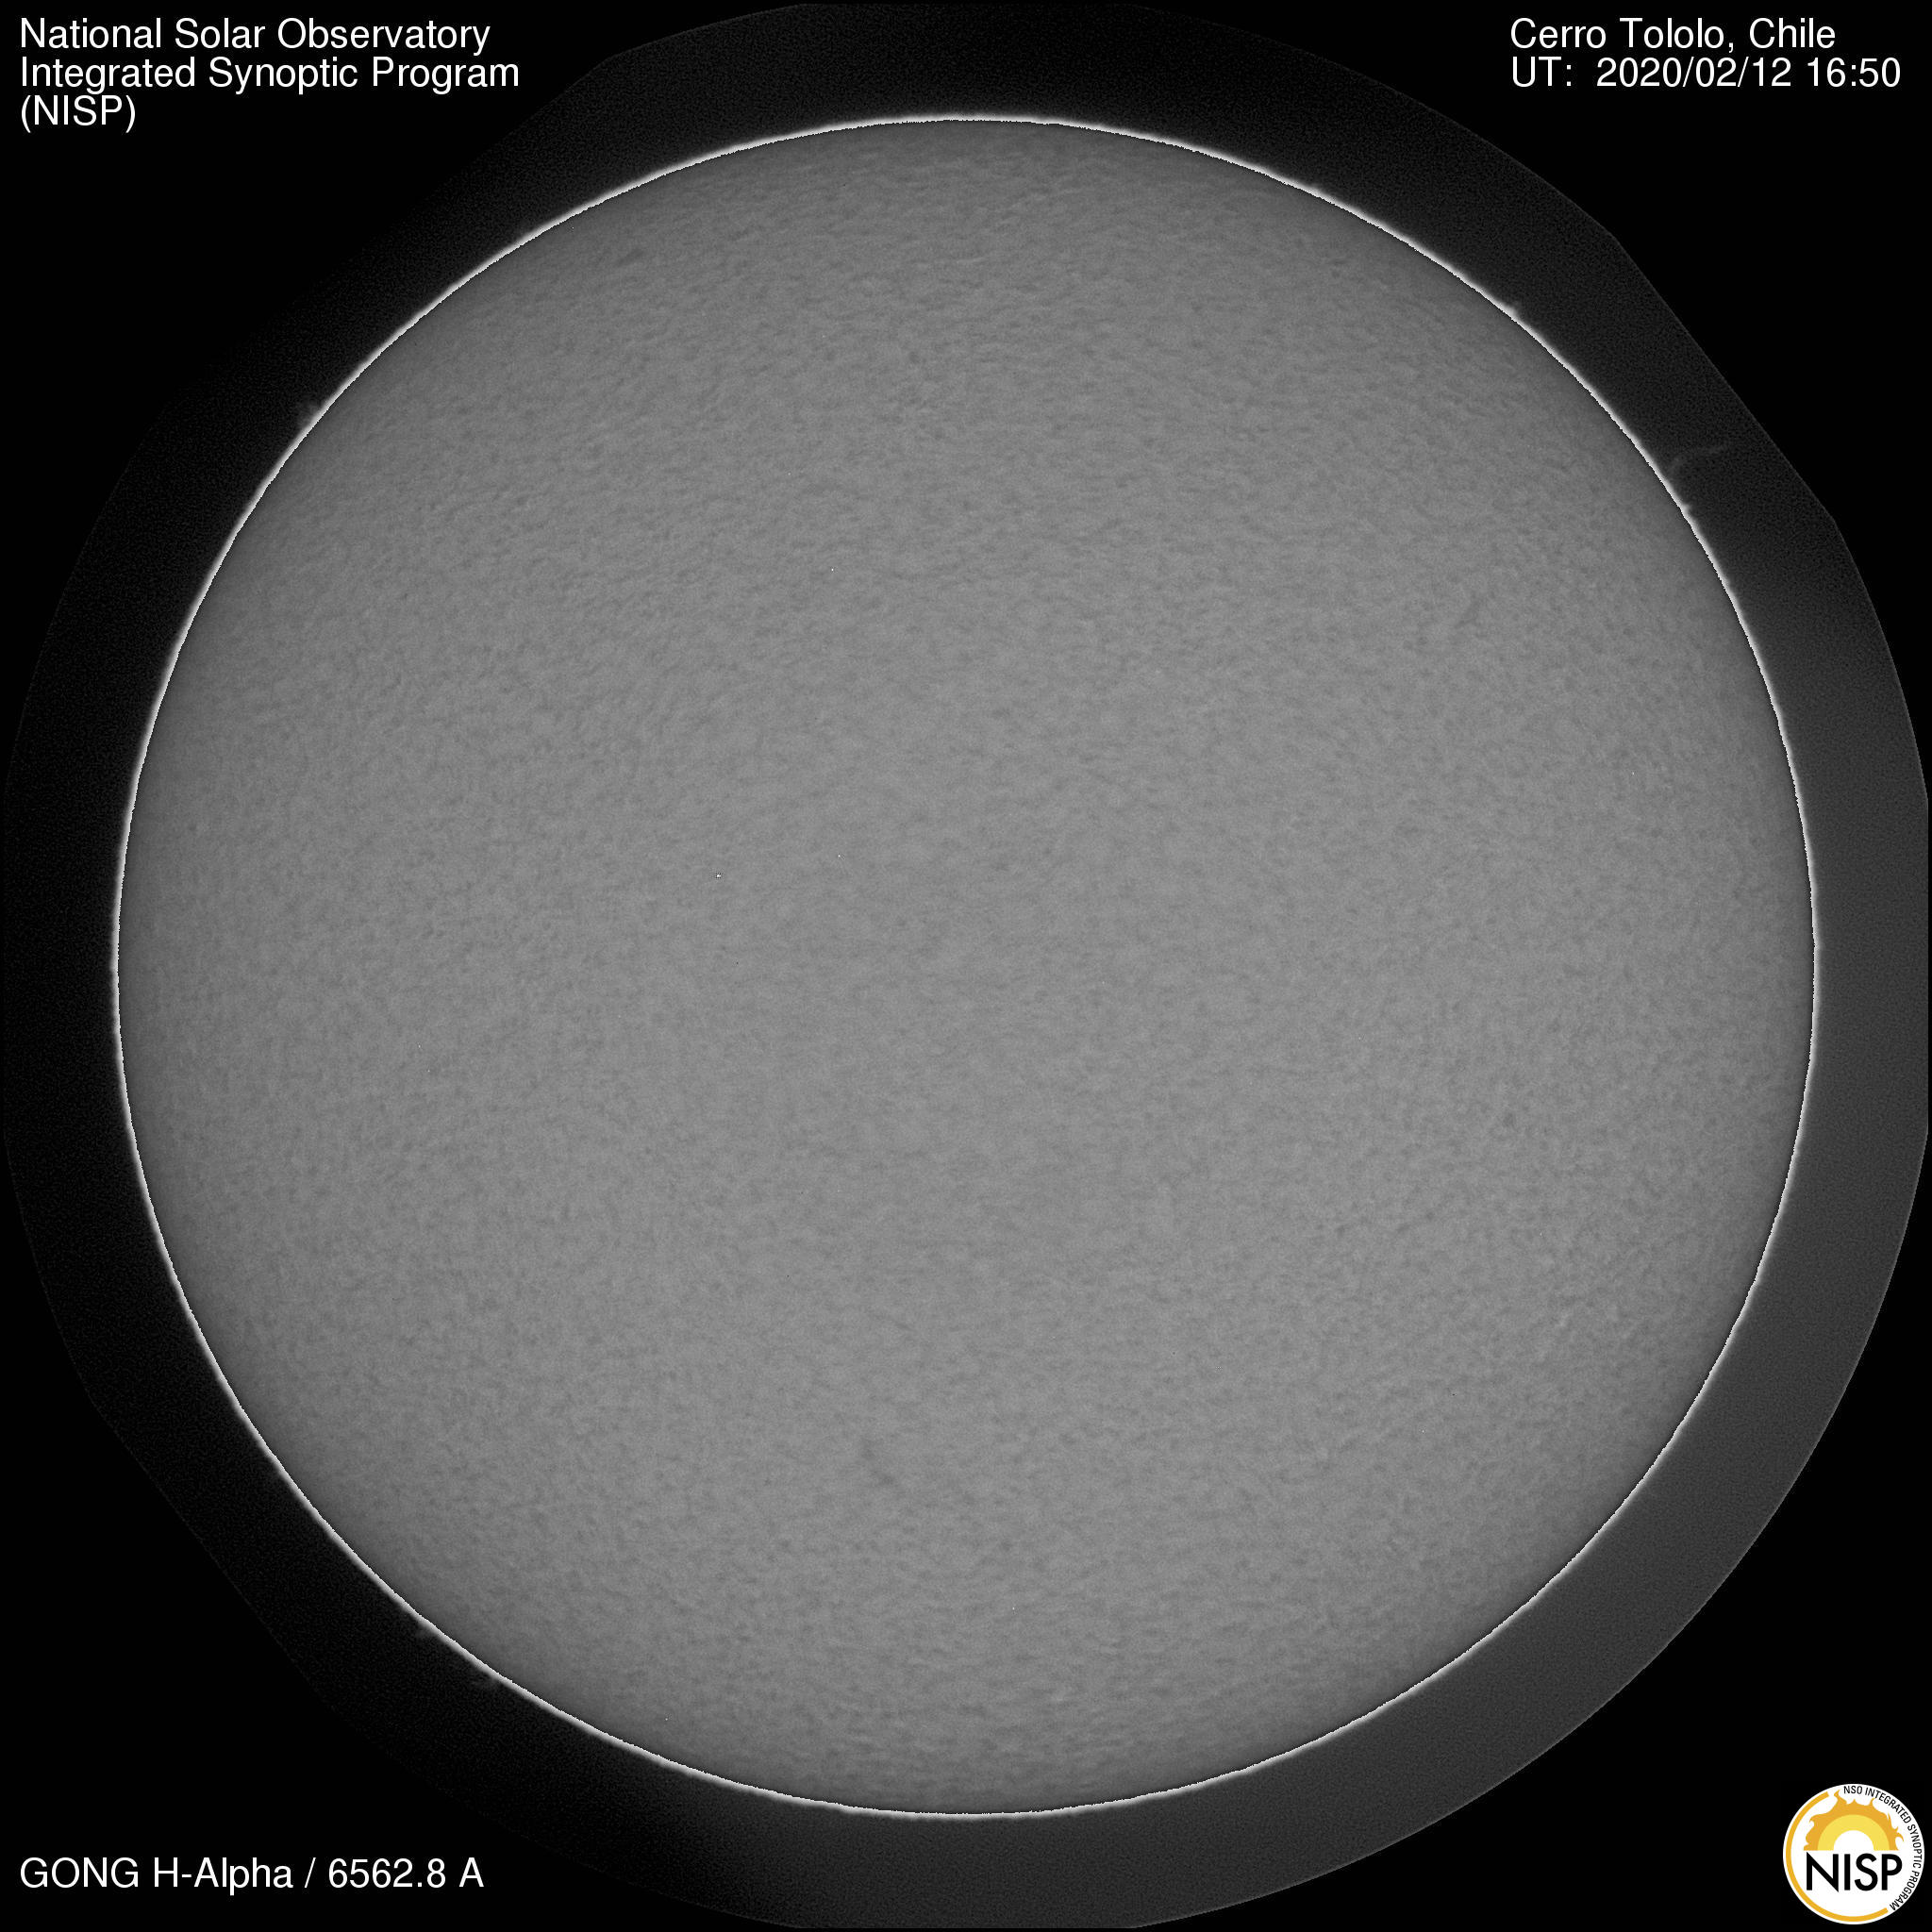 National Solar Observatory
Integrated Synoptic Program
(NISP)
Cerro Tololo, Chile
UT:  2020/02/12 16:50
GONG H-Alpha / 6562.8 A
NSO INTEGRATED SYNOPTIC PROGRAM
NISP